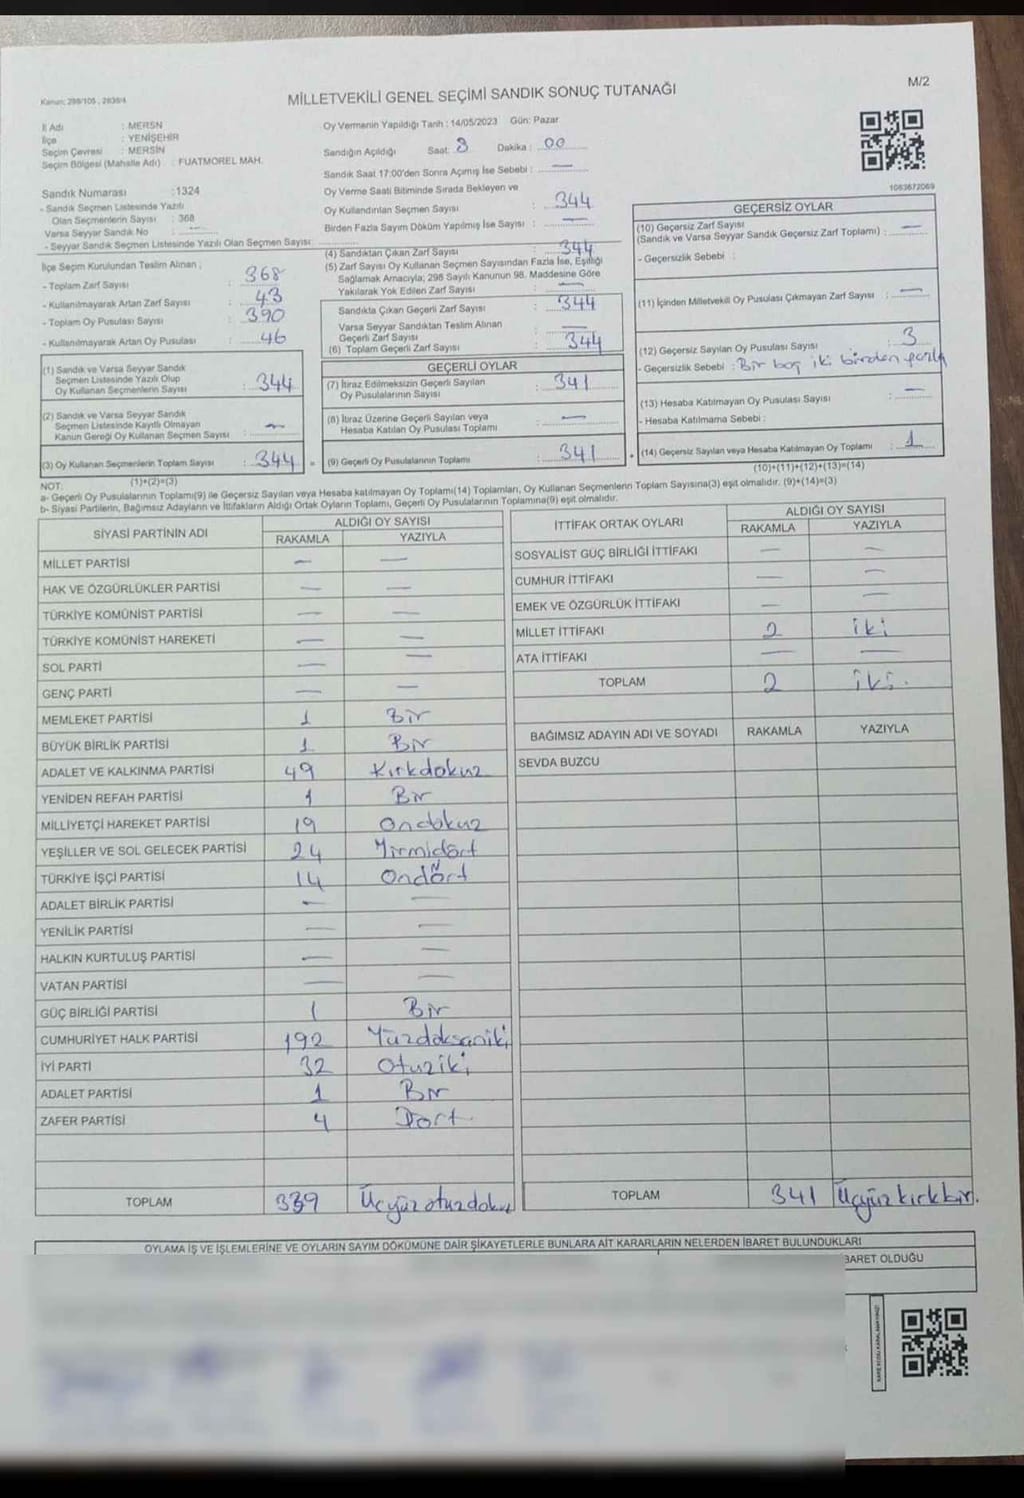 Kanun: 298/105 , 2839/4
MİLLETVEKİLİ GENEL SEÇİMİ SANDIK SONUÇ TUTANAĞI
M/2
İl Adı : MERSİN
İlçe : YENİŞEHİR
Seçim Çevresi : MERSİN
Seçim Bölgesi (Mahalle Adı) : FUATMOREL MAH.
Oy Vermenin Yapıldığı Tarih : 14/05/2023 Gün: Pazar
Sandığın Açıldığı Saat: Dakika : 00
Sandık Saat 17:00'den Sonra Açımış İse Sebebi : —
Sandık Numarası :1324
- Sandık Seçmen Listesinde Yazılı
Olan Seçmenlerin Sayısı : 368
Varsa Seyyar Sandık No : —
- Seyyar Sandık Seçmen Listesinde Yazılı Olan Seçmen Sayısı:
Oy Verme Saati Bitiminde Sırada Bekleyen ve
Oy Kullandırılan Seçmen Sayısı : 344
Birden Fazla Sayım Döküm Yapılmış İse Sayısı : —
1083672069
İlçe Seçim Kurulundan Teslim Alınan ;
- Toplam Zarf Sayısı : 368
- Kullanılmayarak Artan Zarf Sayısı : 43
- Toplam Oy Pusulası Sayısı : 390
- Kullanılmayarak Artan Oy Pusulası : 46
(4) Sandıktan Çıkan Zarf Sayısı : 344
(5) Zarf Sayısı Oy Kullanan Seçmen Sayısından Fazla İse, Eşitliği
Sağlamak Amacıyla; 298 Sayılı Kanunun 98. Maddesine Göre
Yakılarak Yok Edilen Zarf Sayısı : —
Sandıkta Çıkan Geçerli Zarf Sayısı : 344
Varsa Seyyar Sandıktan Teslim Alınan
Geçerli Zarf Sayısı : —
(6) Toplam Geçerli Zarf Sayısı : 344
GEÇERSİZ OYLAR
(10) Geçersiz Zarf Sayısı
(Sandık ve Varsa Seyyar Sandık Geçersiz Zarf Toplamı) : —
- Geçersizlik Sebebi :
(11) İçinden Milletvekili Oy Pusulası Çıkmayan Zarf Sayısı : —
(12) Geçersiz Sayılan Oy Pusulası Sayısı : 3
- Geçersizlik Sebebi : Bir boş iki birden fazla
(13) Hesaba Katılmayan Oy Pusulası Sayısı : —
- Hesaba Katılmama Sebebi :
(14) Geçersiz Sayılan veya Hesaba Katılmayan Oy Toplamı : 1
(10)+(11)+(12)+(13)=(14)
(1) Sandık ve Varsa Seyyar Sandık
Seçmen Listesinde Yazılı Olup
Oy Kullanan Seçmenlerin Sayısı : 344
(2) Sandık ve Varsa Seyyar Sandık
Seçmen Listesinde Kayıtlı Olmayan
Kanun Gereği Oy Kullanan Seçmen Sayısı : —
(3) Oy Kullanan Seçmenlerin Toplam Sayısı : 344
(1)+(2)=(3)
GEÇERLİ OYLAR
(7) İtiraz Edilmeksizin Geçerli Sayılan
Oy Pusulalarının Sayısı : 341
(8) İtiraz Üzerine Geçerli Sayılan veya
Hesaba Katılan Oy Pusulası Toplamı : —
= (9) Geçerli Oy Pusulalarının Toplamı : 341 +
NOT:
a- Geçerli Oy Pusulalarının Toplamı(9) ile Geçersiz Sayılan veya Hesaba katılmayan Oy Toplamı(14) Toplamları, Oy Kullanan Seçmenlerin Toplam Sayısına(3) eşit olmalıdır. (9)+(14)=(3)
b- Siyasi Partilerin, Bağımsız Adayların ve İttifakların Aldığı Ortak Oyların Toplamı, Geçerli Oy Pusulalarının Toplamına(9) eşit olmalıdır.
SİYASİ PARTİNİN ADI ALDIĞI OY SAYISI
RAKAMLA YAZIYLA
MİLLET PARTİSİ — —
HAK VE ÖZGÜRLÜKLER PARTİSİ — —
TÜRKİYE KOMÜNİST PARTİSİ — —
TÜRKİYE KOMÜNİST HAREKETİ — —
SOL PARTİ — —
GENÇ PARTİ — —
MEMLEKET PARTİSİ 1 Bir
BÜYÜK BİRLİK PARTİSİ 1 Bir
ADALET VE KALKINMA PARTİSİ 49 Kırkdokuz
YENİDEN REFAH PARTİSİ 1 Bir
MİLLİYETÇİ HAREKET PARTİSİ 19 Ondokuz
YEŞİLLER VE SOL GELECEK PARTİSİ 24 Yirmidört
TÜRKİYE İŞÇİ PARTİSİ 14 Ondört
ADALET BİRLİK PARTİSİ — —
YENİLİK PARTİSİ — —
HALKIN KURTULUŞ PARTİSİ — —
VATAN PARTİSİ — —
GÜÇ BİRLİĞİ PARTİSİ 1 Bir
CUMHURİYET HALK PARTİSİ 192 Yüzdoksaniki
İYİ PARTİ 32 Otuziki
ADALET PARTİSİ 1 Bir
ZAFER PARTİSİ 4 Dört
TOPLAM 339 Üçyüzotuzdokuz
İTTİFAK ORTAK OYLARI ALDIĞI OY SAYISI
RAKAMLA YAZIYLA
SOSYALİST GÜÇ BİRLİĞİ İTTİFAKI — —
CUMHUR İTTİFAKI — —
EMEK VE ÖZGÜRLÜK İTTİFAKI — —
MİLLET İTTİFAKI 2 iki
ATA İTTİFAKI — —
TOPLAM 2 iki.
BAĞIMSIZ ADAYIN ADI VE SOYADI RAKAMLA YAZIYLA
SEVDA BUZCU
TOPLAM 341 Üçyüzkırkbir.
OYLAMA İŞ VE İŞLEMLERİNE VE OYLARIN SAYIM DÖKÜMÜNE DAİR ŞİKAYETLERLE BUNLARA AİT KARARLARIN NELERDEN İBARET BULUNDUKLARI
BARET OLDUĞU